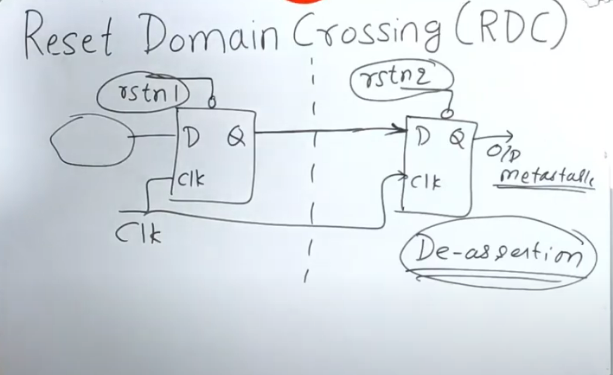 Reset Domain Crossing (RDC)
rstn1
rstn2
D Q
Clk
D Q
Clk
O/P
metastable
Clk
De-assertion